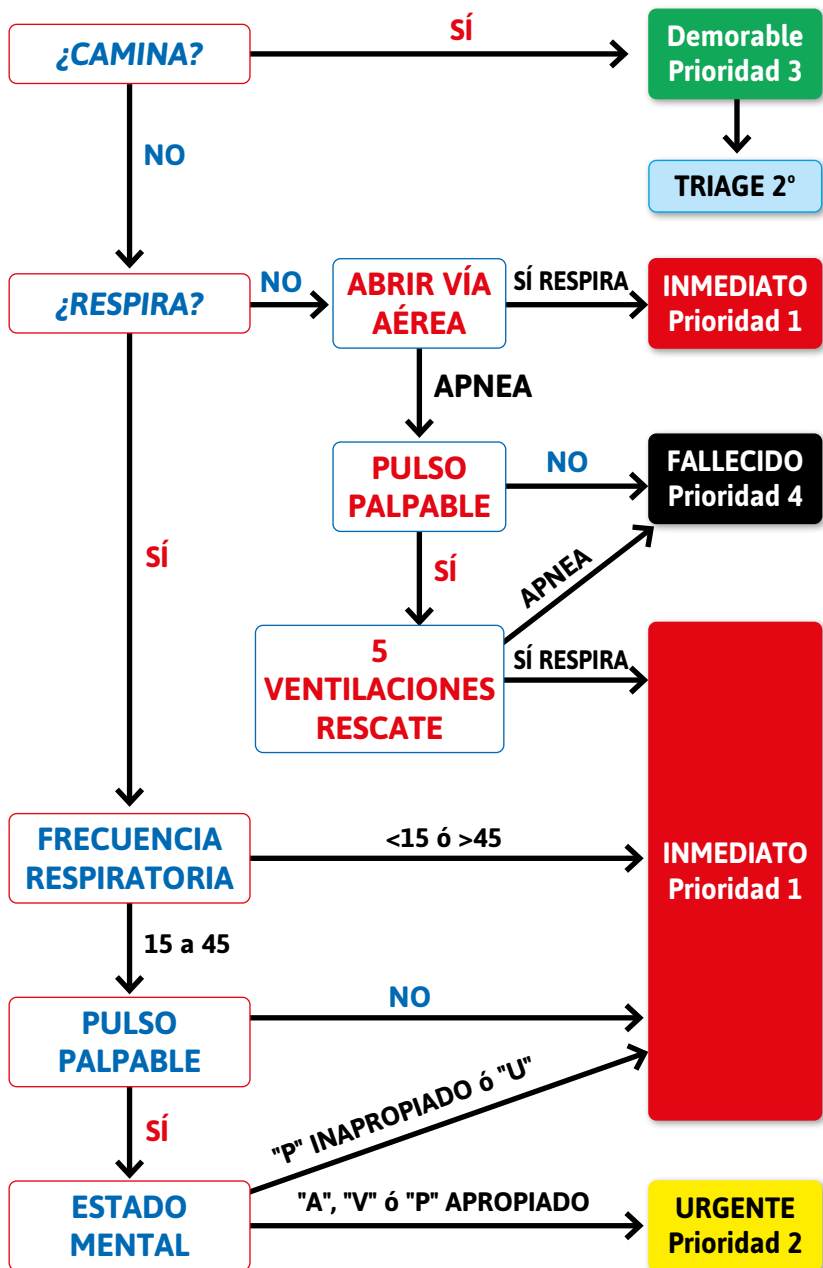 ¿CAMINA?
SÍ
Demorable
Prioridad 3
NO
TRIAGE 2º
¿RESPIRA?
NO
ABRIR VÍA
AÉREA
SÍ RESPIRA
INMEDIATO
Prioridad 1
APNEA
PULSO
PALPABLE
NO
FALLECIDO
Prioridad 4
SÍ
SÍ
APNEA
5
VENTILACIONES
RESCATE
SÍ RESPIRA
FRECUENCIA
RESPIRATORIA
<15 ó >45
INMEDIATO
Prioridad 1
15 a 45
PULSO
PALPABLE
NO
SÍ
"P" INAPROPIADO ó "U"
ESTADO
MENTAL
"A", "V" ó "P" APROPIADO
URGENTE
Prioridad 2